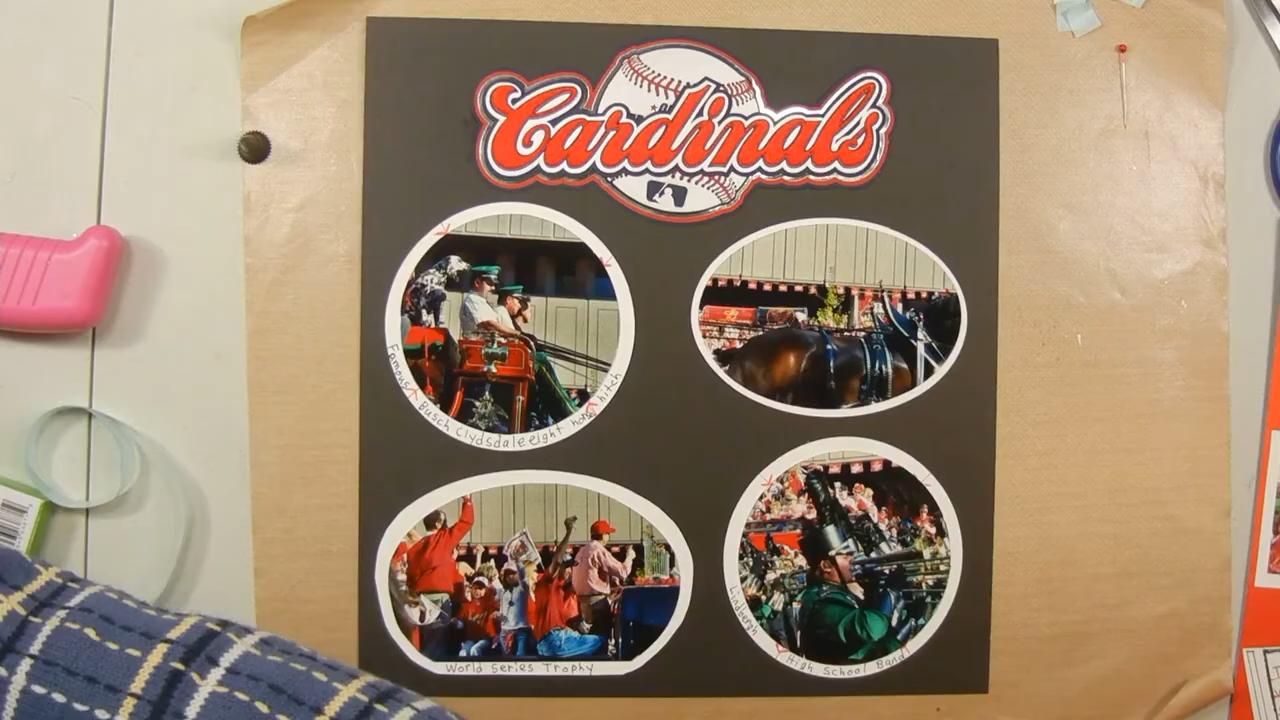 Cardinals
Famous Busch Clydsdale eight horse hitch
World Series Trophy
Lindbergh High School Band